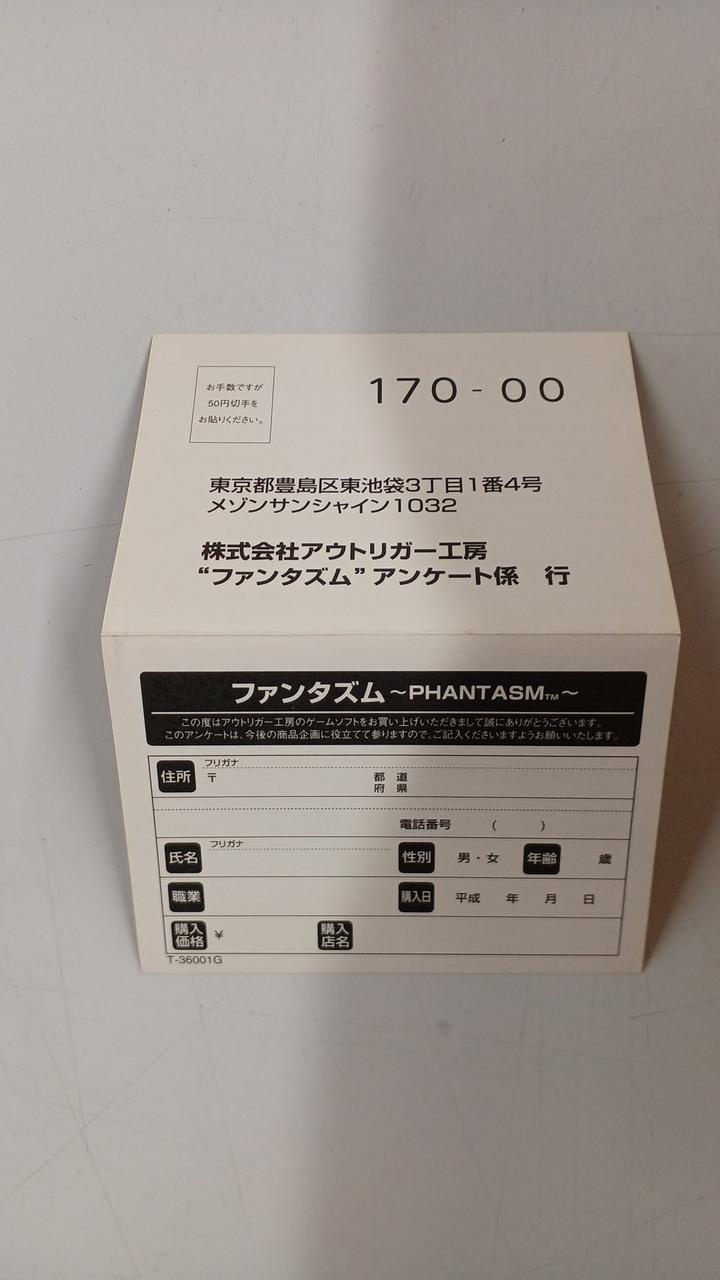 お手数ですが
50円切手を
お貼りください。
170-00
東京都豊島区東池袋3丁目1番4号
メゾンサンシャイン1032
株式会社アウトリガー工房
“ファンタズム” アンケート係　行
ファンタズム～PHANTASM™～
この度はアウトリガー工房のゲームソフトをお買い上げいただきまして誠にありがとうございます。
このアンケートは、今後の商品企画に役立てて参りますので、ご記入くださいますようお願いいたします。
住所 フリガナ
〒 都 道
府 県
電話番号 （　　）
氏名 フリガナ 性別 男・女 年齢 歳
職業 購入日 平成 年 月 日
購入価格 ¥ 購入店名
T-36001G